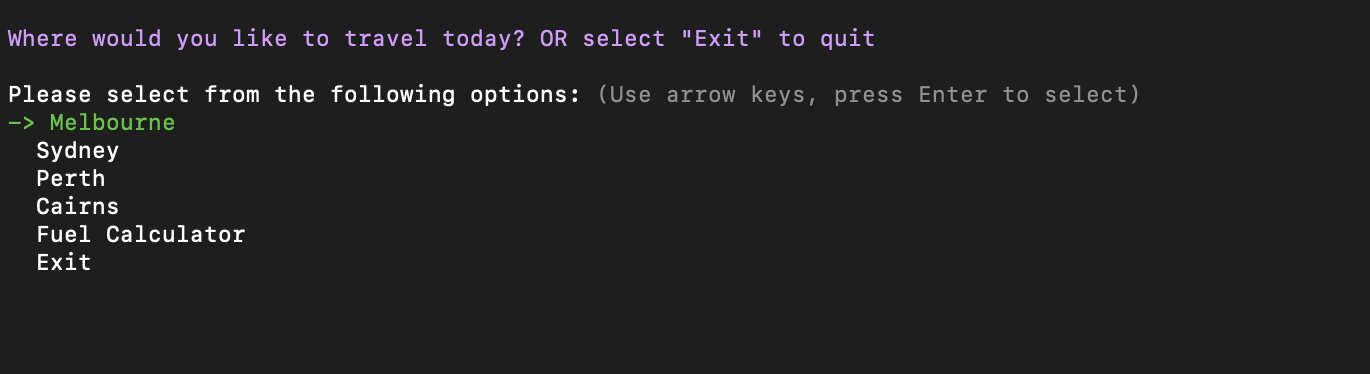 Where would you like to travel today? OR select "Exit" to quit
Please select from the following options: (Use arrow keys, press Enter to select)
—> Melbourne
Sydney
Perth
Cairns
Fuel Calculator
Exit